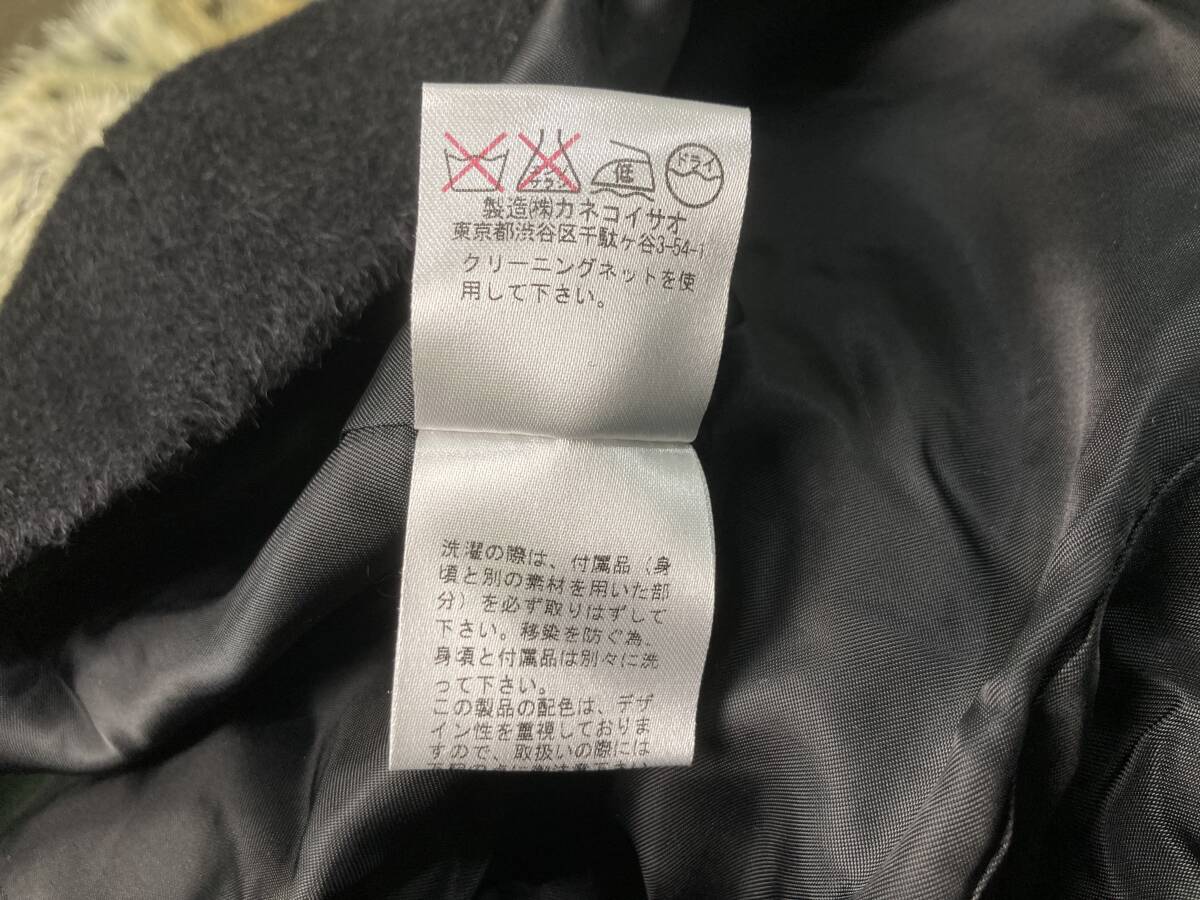 エンソ
サラシ
低
ドライ
製造㈱カネコイサオ
東京都渋谷区千駄ヶ谷3-54-1
クリーニングネットを使
用して下さい。
洗濯の際は、付属品（身
頃と別の素材を用いた部
分）を必ず取りはずして
下さい。移染を防ぐ為、
身頃と付属品は別々に洗
って下さい。
この製品の配色は、デザ
イン性を重視しておりま
すので、取扱いの際には